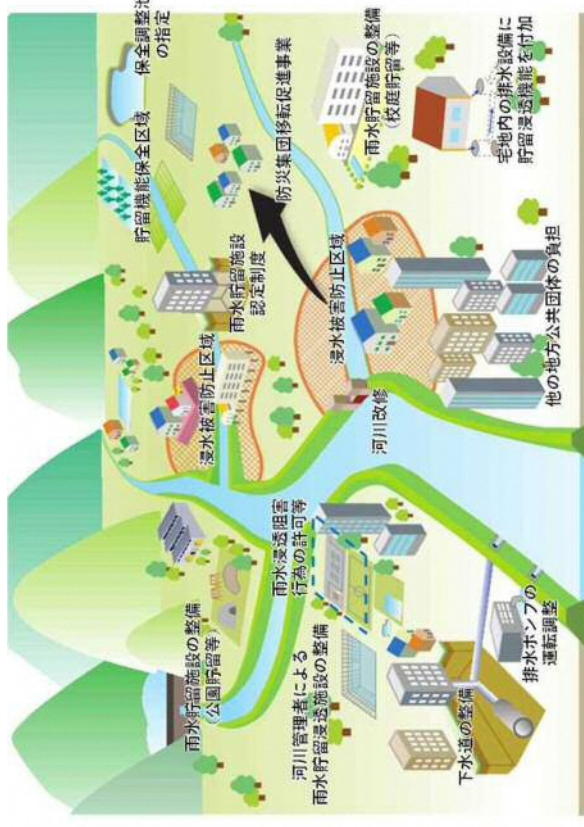 雨水貯留施設の整備
公園貯留等）
貯留機能保全区域
保全調整池
の指定
浸水被害防止区域
雨水貯留施設
認定制度
雨水浸透阻害
行為の許可等
河川管理者による
雨水貯留浸透施設の整備
防災集団移転促進事業
浸水被害防止区域
河川改修
雨水貯留施設の整備
（校庭貯留等）
下水道の整備
排水ポンプの
運転調整
他の地方公共団体の負担
宅地内の排水設備に
貯留浸透機能を付加